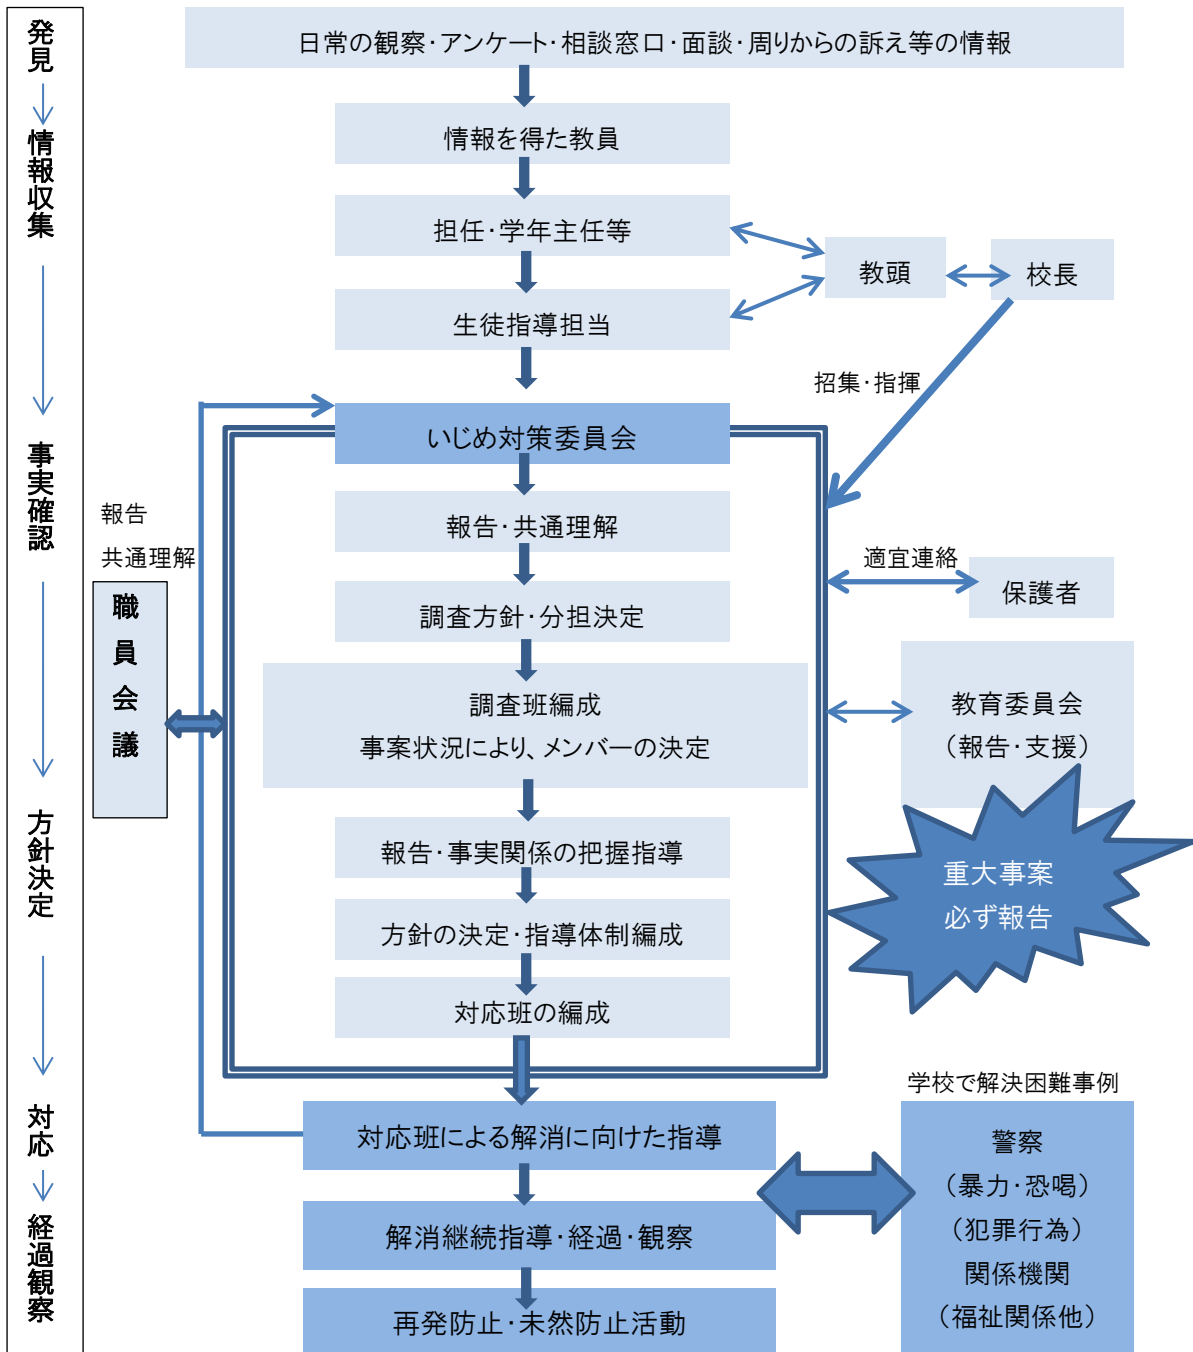 発見
情報収集
事実確認
方針決定
対応
経過観察
日常の観察・アンケート・相談窓口・面談・周りからの訴え等の情報
情報を得た教員
担任・学年主任等
生徒指導担当
教頭
校長
招集・指揮
いじめ対策委員会
報告
共通理解
職員会議
報告・共通理解
調査方針・分担決定
調査班編成
事案状況により、メンバーの決定
報告・事実関係の把握指導
方針の決定・指導体制編成
対応班の編成
適宜連絡
保護者
教育委員会
（報告・支援）
重大事案
必ず報告
対応班による解消に向けた指導
解消継続指導・経過・観察
再発防止・未然防止活動
学校で解決困難事例
警察
（暴力・恐喝）
（犯罪行為）
関係機関
（福祉関係他）